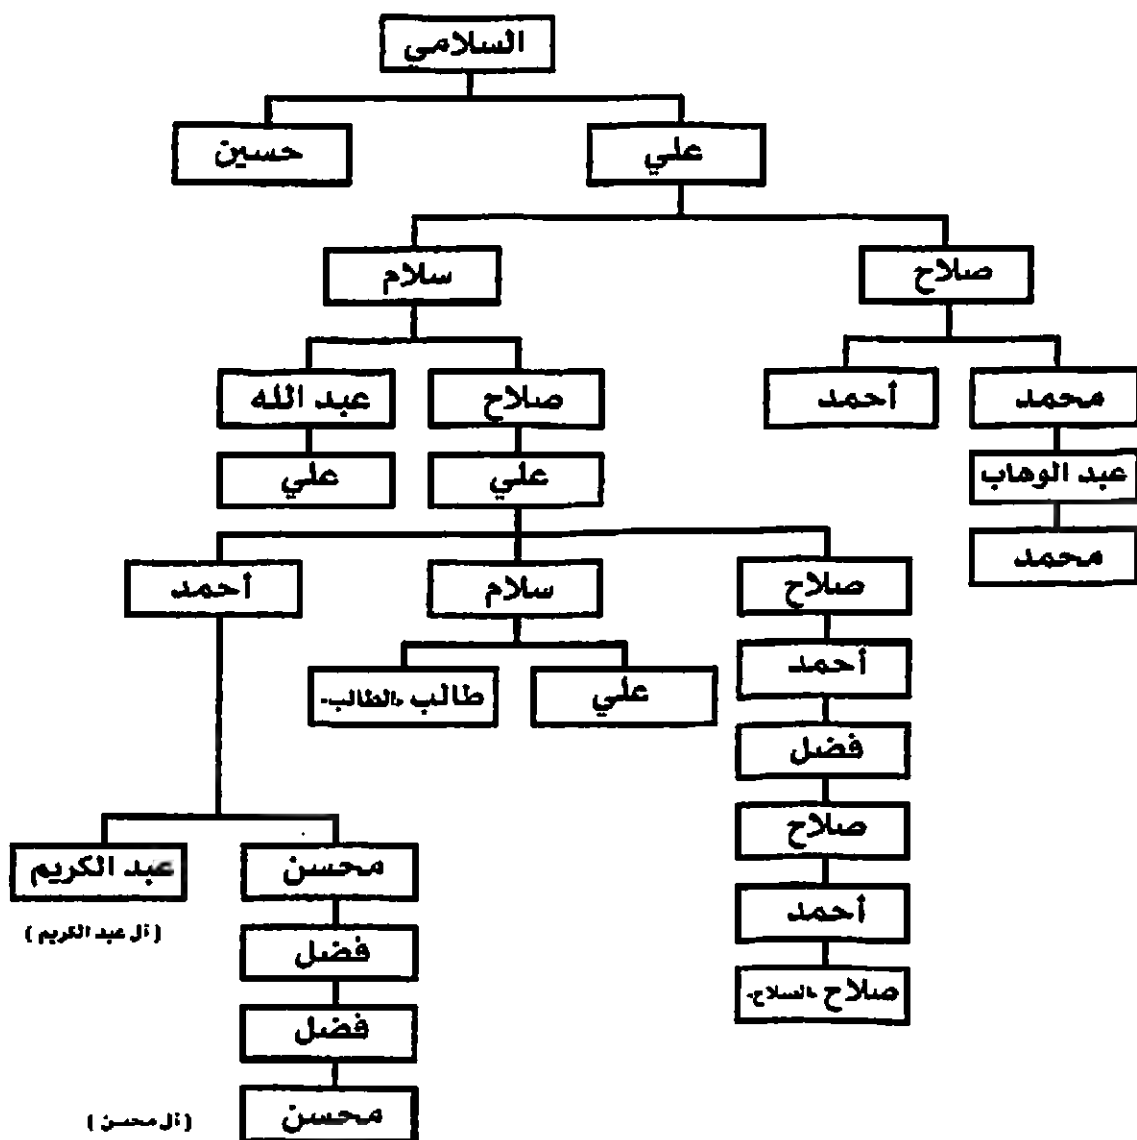 السلامي
علي
حسين
صلاح
سلام
محمد
أحمد
صلاح
عبد الله
عبد الوهاب
علي
علي
محمد
صلاح
سلام
أحمد
أحمد
علي
طالب «الطالب»
فضل
صلاح
محسن
عبد الكريم
أحمد
فضل
( آل عبد الكريم )
صلاح «الصلاح»
فضل
محسن
( آل محسن )